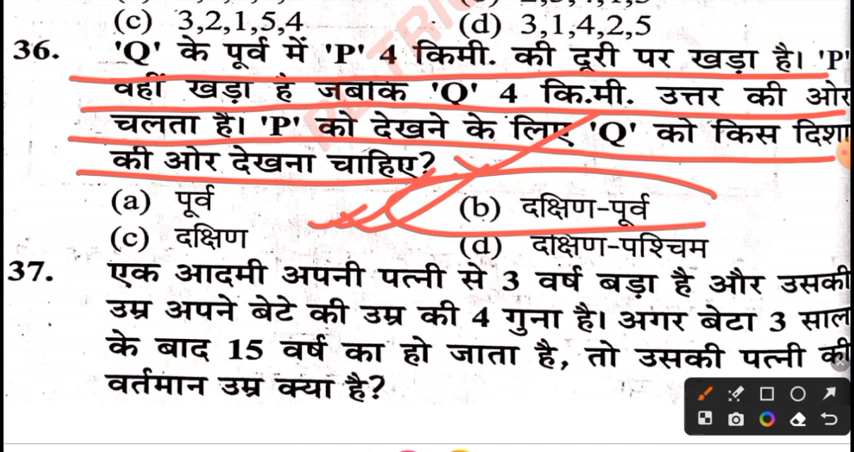 (c) 3,2,1,5,4 (d) 3,1,4,2,5
36. 'Q' के पूर्व में 'P' 4 किमी. की दूरी पर खड़ा है। 'P'
वहीं खड़ा है जबकि 'Q' 4 कि.मी. उत्तर की ओर
चलता है। 'P' को देखने के लिए 'Q' को किस दिशा
की ओर देखना चाहिए?
(a) पूर्व (b) दक्षिण-पूर्व
(c) दक्षिण (d) दक्षिण-पश्चिम
37. एक आदमी अपनी पत्नी से 3 वर्ष बड़ा है और उसकी
उम्र अपने बेटे की उम्र की 4 गुना है। अगर बेटा 3 साल
के बाद 15 वर्ष का हो जाता है, तो उसकी पत्नी की
वर्तमान उम्र क्या है?